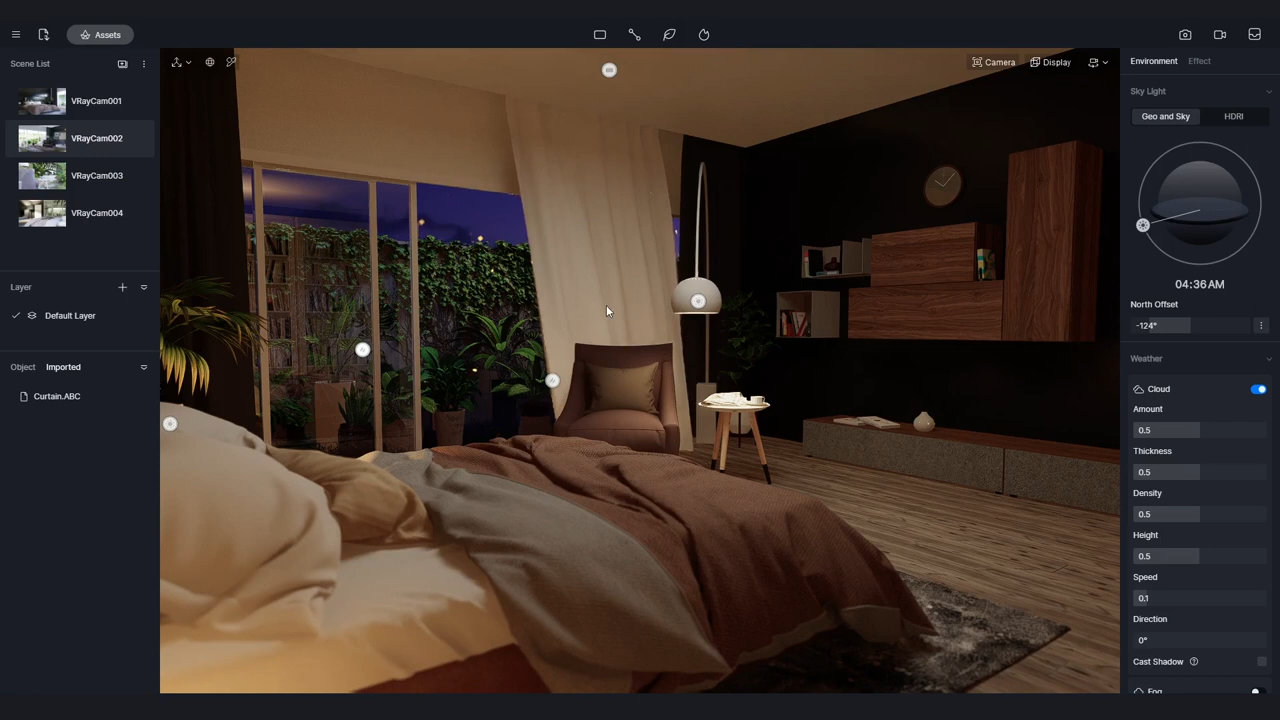 Assets
Scene List
VRayCam001
VRayCam002
VRayCam003
VRayCam004
Layer
Default Layer
Object Imported
Curtain.ABC
Camera Display
Environment Effect
Sky Light
Geo and Sky HDRI
04:36AM
North Offset
-124°
Weather
Cloud
Amount
0.5
Thickness
0.5
Density
0.5
Height
0.5
Speed
0.1
Direction
0°
Cast Shadow
Fog